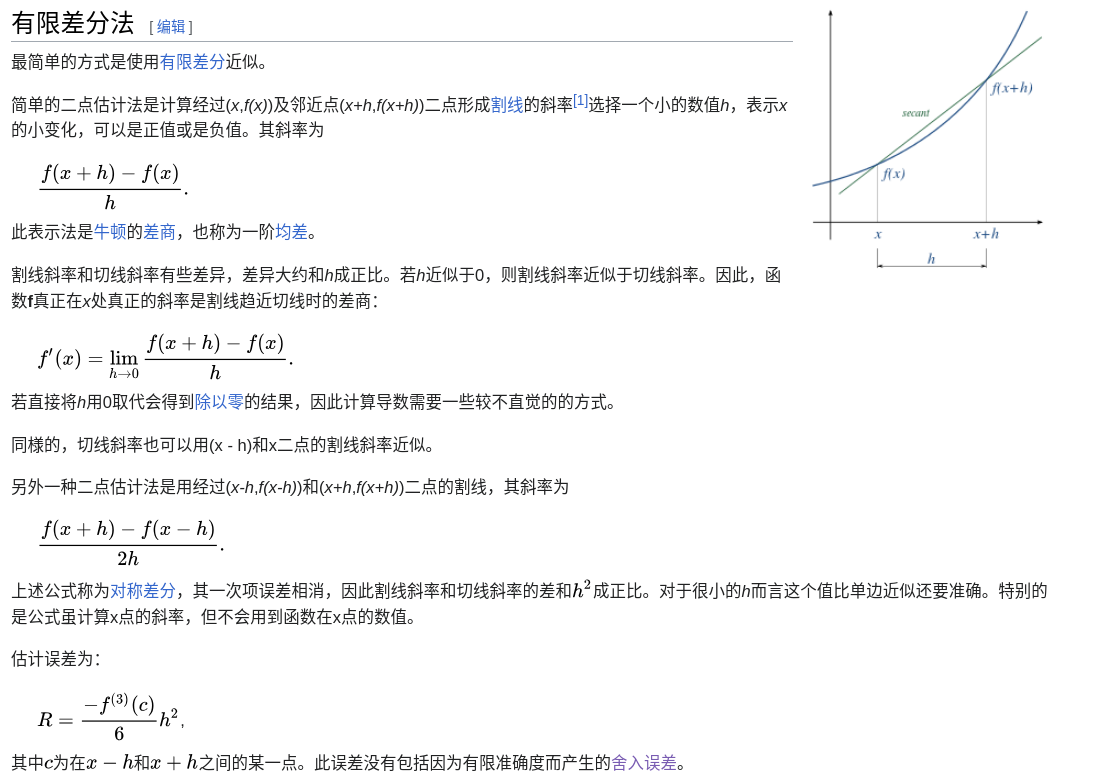 有限差分法 [编辑]
最简单的方式是使用有限差分近似。
简单的二点估计法是计算经过(x,f(x))及邻近点(x+h,f(x+h))二点形成割线的斜率[1]选择一个小的数值h，表示x
的小变化，可以是正值或是负值。其斜率为
\frac{f(x+h)-f(x)}{h}.
此表示法是牛顿的差商，也称为一阶均差。
割线斜率和切线斜率有些差异，差异大约和h成正比。若h近似于0，则割线斜率近似于切线斜率。因此，函
数f真正在x处真正的斜率是割线趋近切线时的差商：
f'(x)=\lim_{h\to 0}\frac{f(x+h)-f(x)}{h}.
若直接将h用0取代会得到除以零的结果，因此计算导数需要一些较不直觉的的方式。
同様的，切线斜率也可以用(x - h)和x二点的割线斜率近似。
另外一种二点估计法是用经过(x-h,f(x-h))和(x+h,f(x+h))二点的割线，其斜率为
\frac{f(x+h)-f(x-h)}{2h}.
上述公式称为对称差分，其一次项误差相消，因此割线斜率和切线斜率的差和h^2成正比。对于很小的h而言这个值比单边近似还要准确。特别的
是公式虽计算x点的斜率，但不会用到函数在x点的数值。
估计误差为：
R=\frac{-f^{(3)}(c)}{6}h^2,
其中c为在x-h和x+h之间的某一点。此误差没有包括因为有限准确度而产生的舍入误差。
f(x+h)
secant
f(x)
x
x+h
h